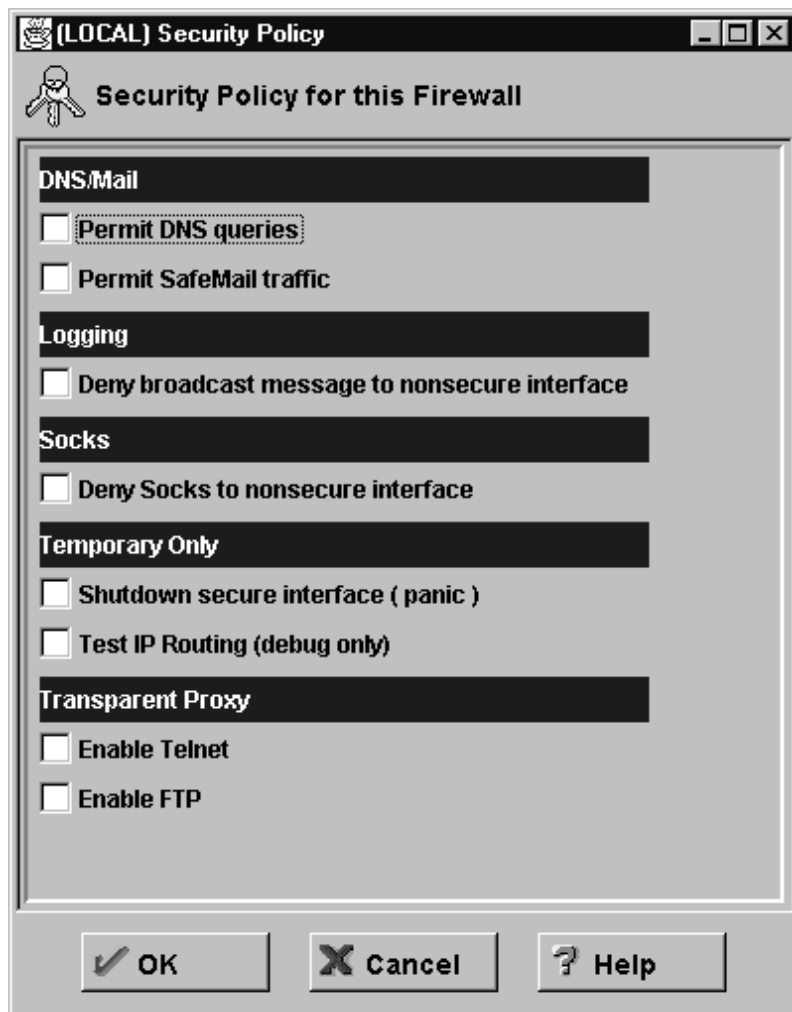 (LOCAL) Security Policy
Security Policy for this Firewall
DNS/Mail
Permit DNS queries
Permit SafeMail traffic
Logging
Deny broadcast message to nonsecure interface
Socks
Deny Socks to nonsecure interface
Temporary Only
Shutdown secure interface ( panic )
Test IP Routing (debug only)
Transparent Proxy
Enable Telnet
Enable FTP
OK Cancel Help